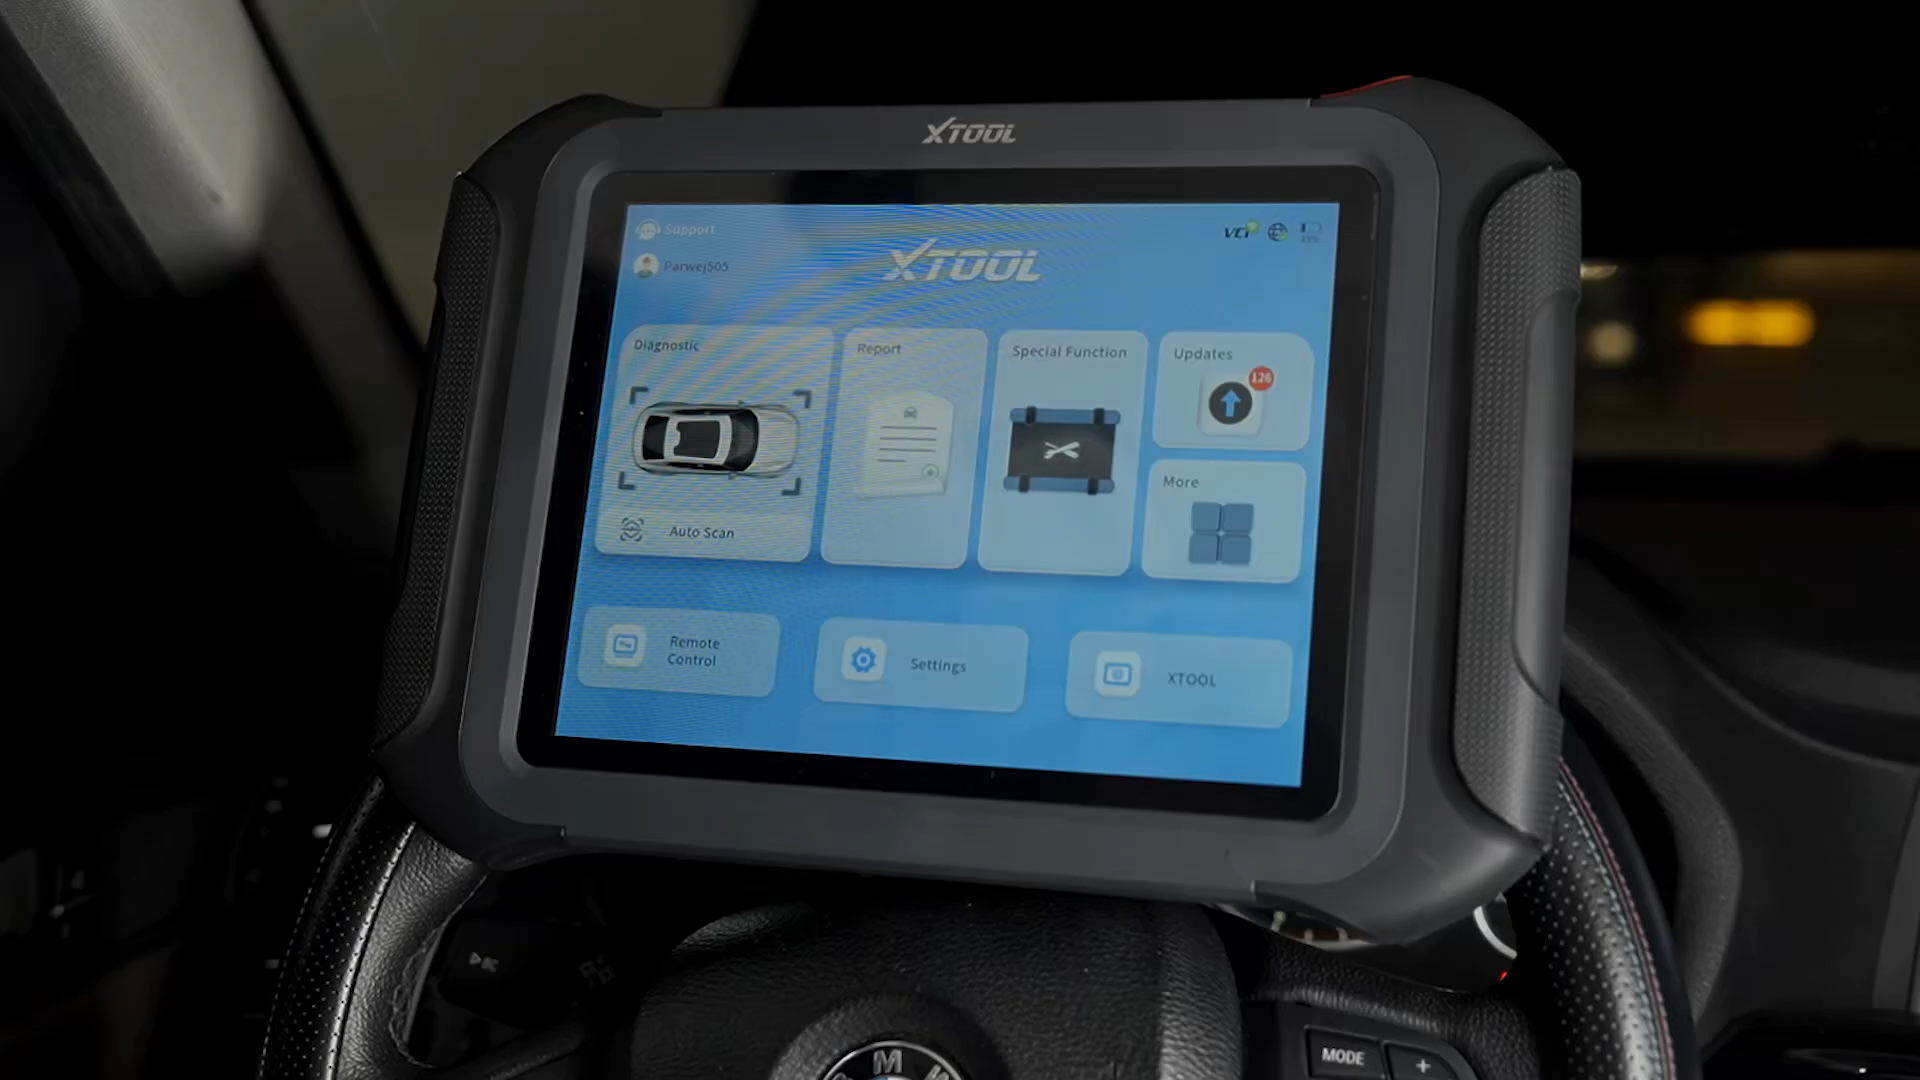 XTOOL
Support
VCI
Parwej505
XTOOL
Diagnostic
Report
Special Function
Updates
126
More
Auto Scan
Remote
Control
Settings
XTOOL
MODE
+
B M W